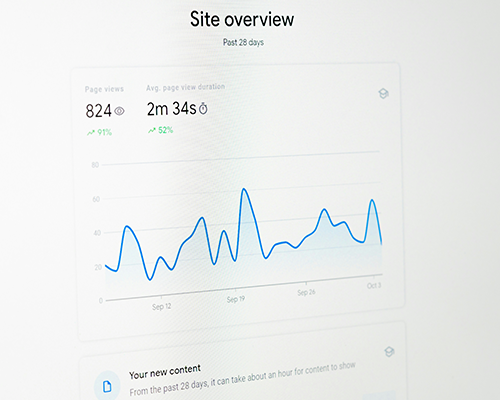 Site overview
Past 28 days
Page views
Avg. page view duration
824
2m 34s
91%
52%
80
60
40
20
0
Sep 12
Sep 19
Sep 26
Oct 3
Your new content
From the past 28 days, it can take about an hour for content to show